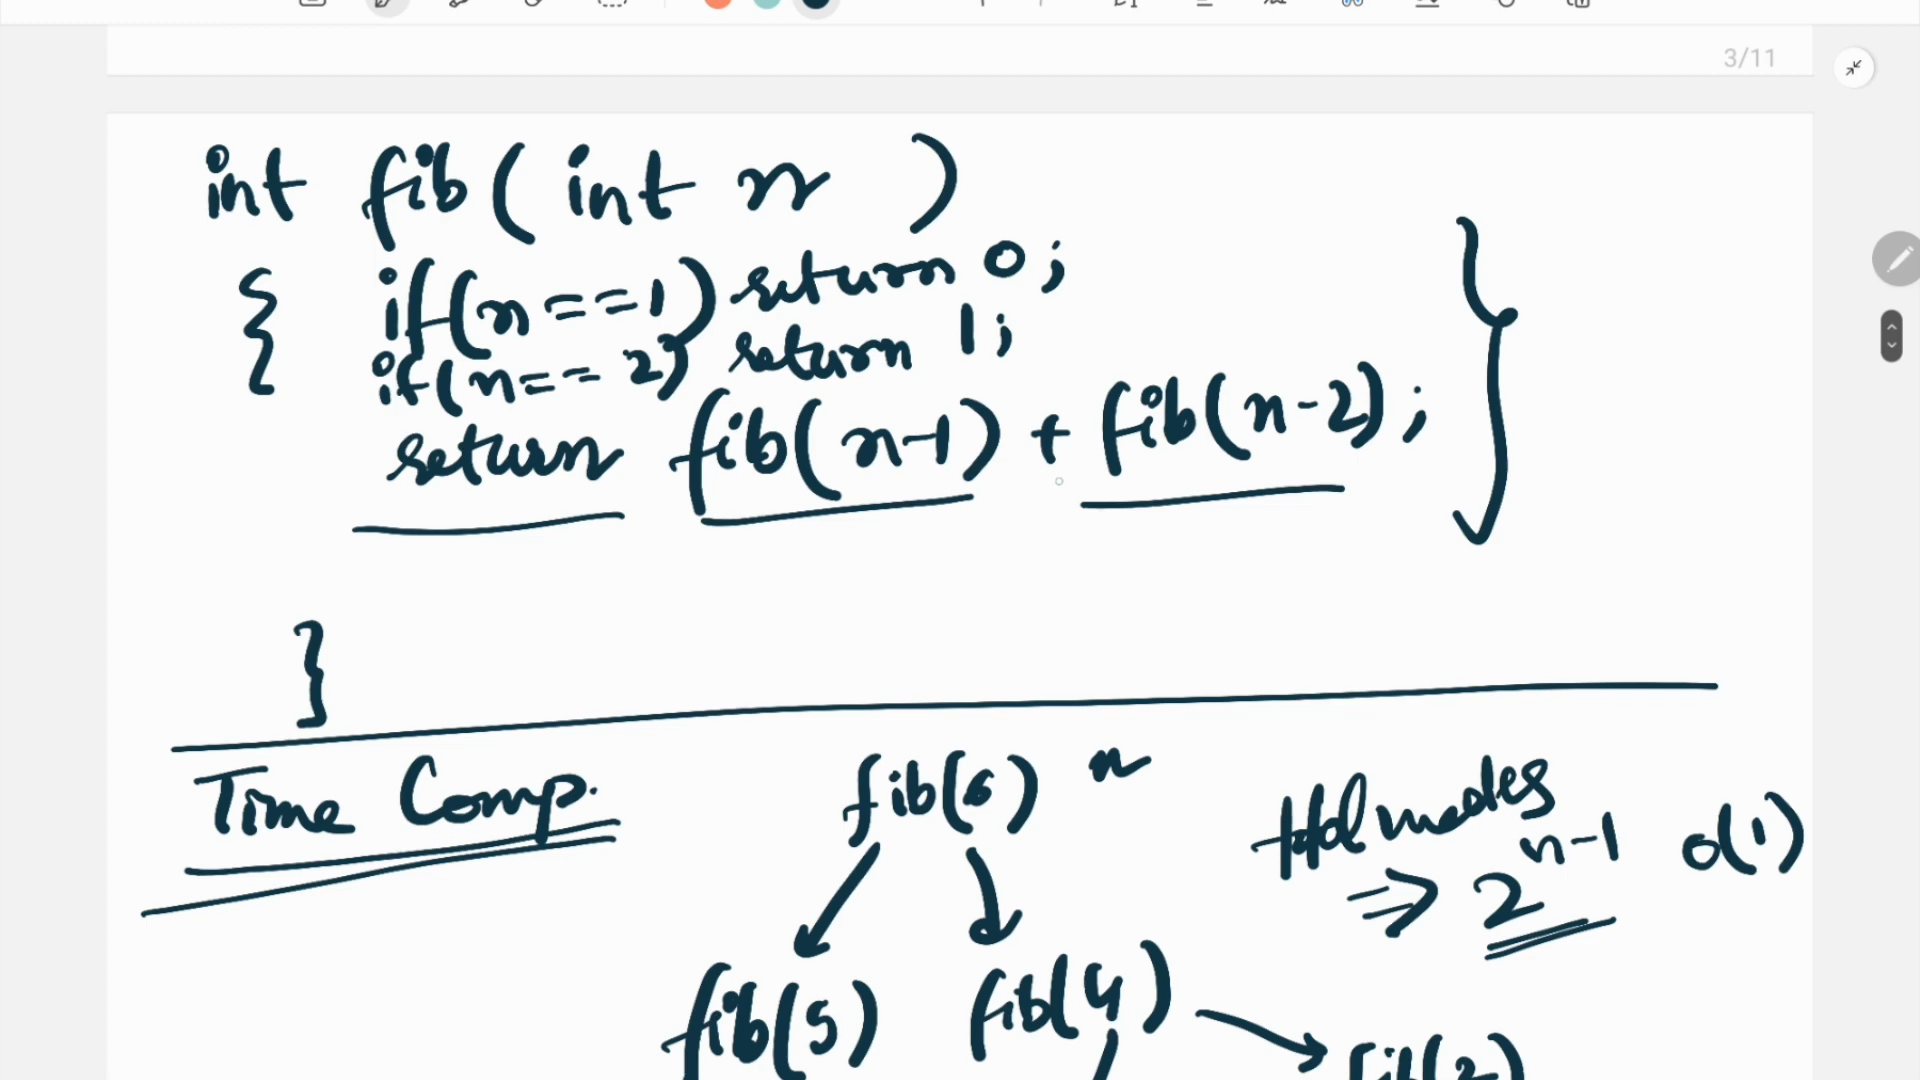 3/11
int fib( int n )
{ if(n==1) return 0;
if(n==2) return 1;
return fib(n-1) + fib(n-2); }
}
Time Comp. fib(6) n
nodes
⇒ 2^{n-1} O(1)
fib(5) fib(4)